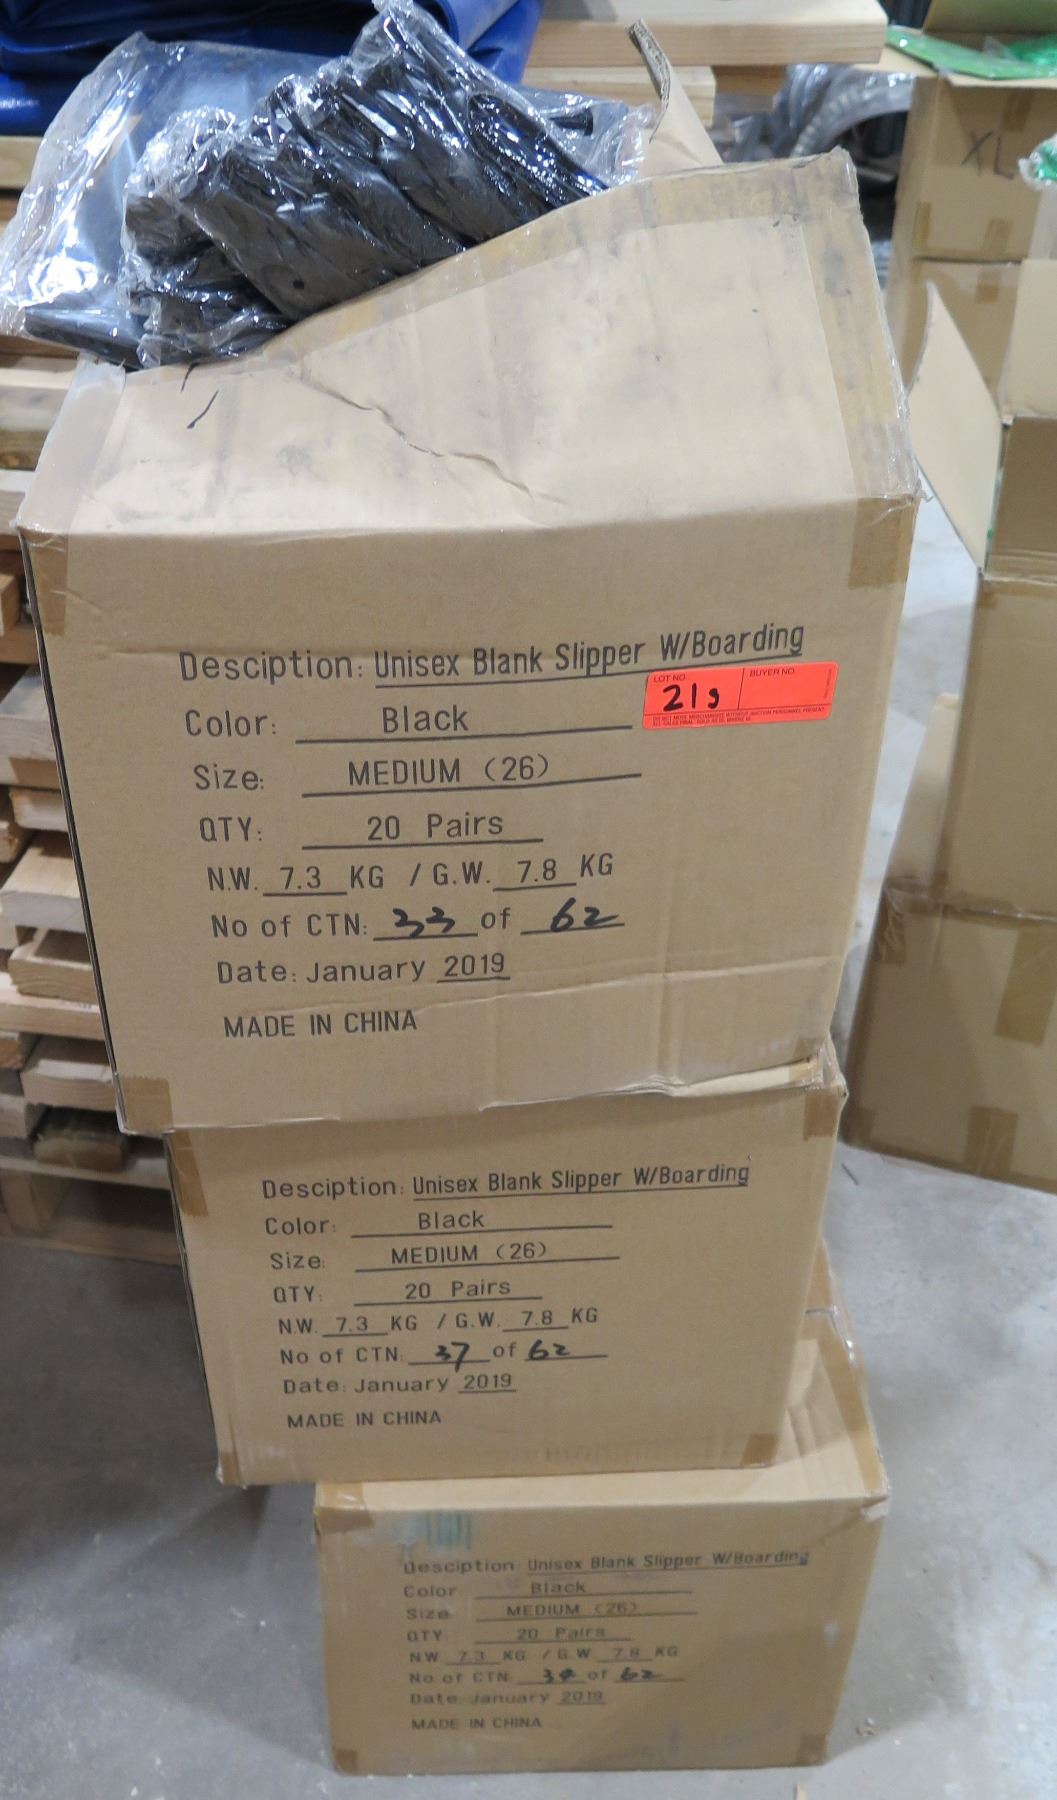 XL
Desciption: Unisex Blank Slipper W/Boarding
LOT NO.
BUYER NO.
Color: Black
Size: MEDIUM (26)
QTY: 20 Pairs
N.W. 7.3 KG / G.W. 7.8 KG
No of CTN: 33 of 62
Date: January 2019
MADE IN CHINA
Desciption: Unisex Blank Slipper W/Boarding
Color: Black
Size: MEDIUM (26)
QTY: 20 Pairs
N.W. 7.3 KG / G.W. 7.8 KG
No of CTN: 37 of 62
Date: January 2019
MADE IN CHINA
Desciption: Unisex Blank Slipper W/Boarding
Color Black
Size MEDIUM (26)
QTY 20 Pairs
N.W 7.3 KG / G.W 7.8 KG
No of CTN of 62
Date January 2019
MADE IN CHINA